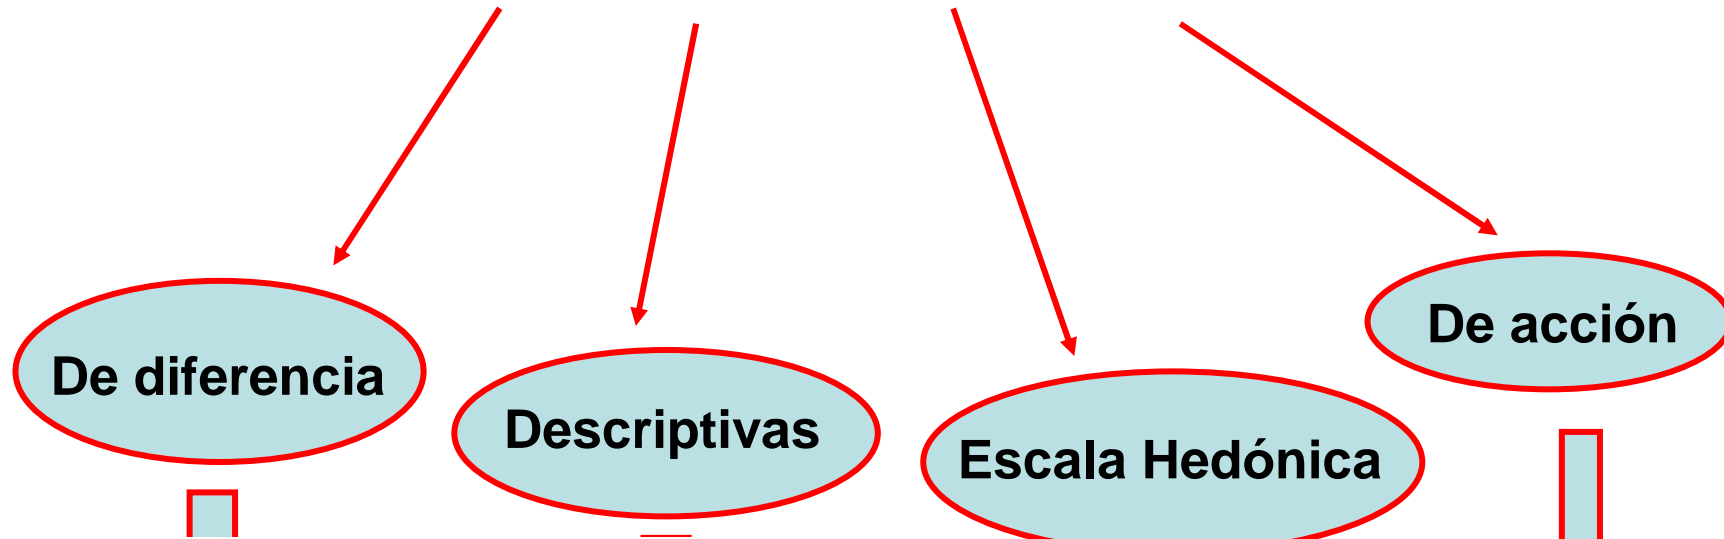 De diferencia
Descriptivas
Escala Hedónica
De acción